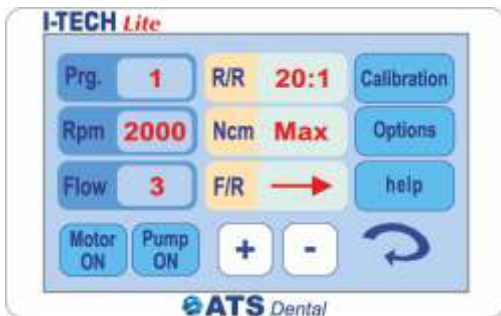 I-TECH Lite
Prg. 1 R/R 20:1 Calibration
Rpm 2000 Ncm Max Options
Flow 3 F/R help
Motor ON Pump ON + -
ATS Dental